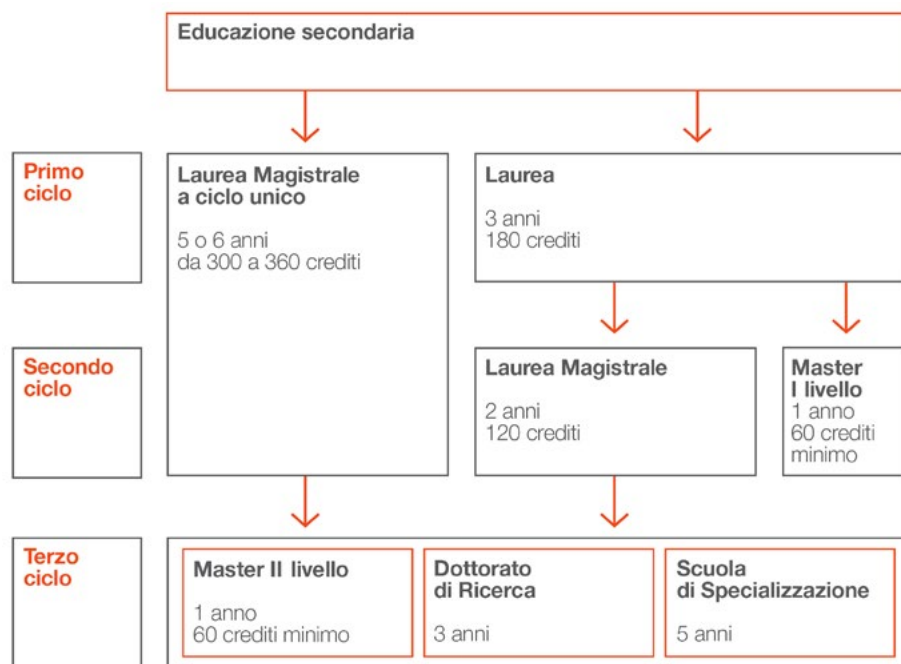 Educazione secondaria
Primo
ciclo
Laurea Magistrale
a ciclo unico
5 o 6 anni
da 300 a 360 crediti
Laurea
3 anni
180 crediti
Secondo
ciclo
Laurea Magistrale
2 anni
120 crediti
Master
I livello
1 anno
60 crediti
minimo
Terzo
ciclo
Master II livello
1 anno
60 crediti minimo
Dottorato
di Ricerca
3 anni
Scuola
di Specializzazione
5 anni